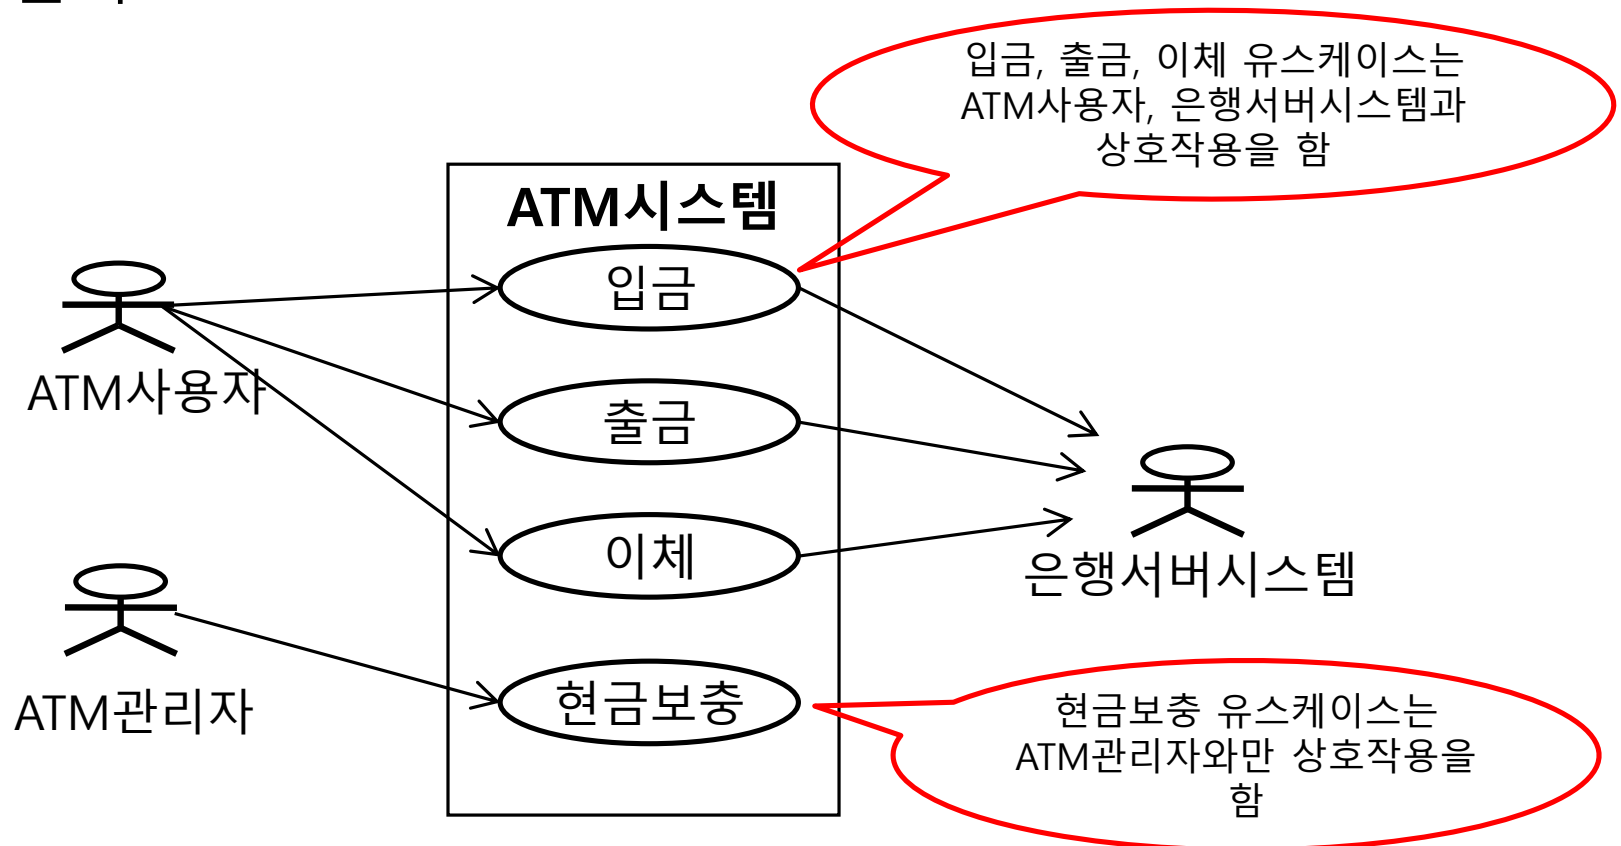 입금, 출금, 이체 유스케이스는
ATM사용자, 은행서버시스템과
상호작용을 함
ATM시스템
입금
ATM사용자
출금
이체
은행서버시스템
ATM관리자
현금보충
현금보충 유스케이스는
ATM관리자와만 상호작용을
함